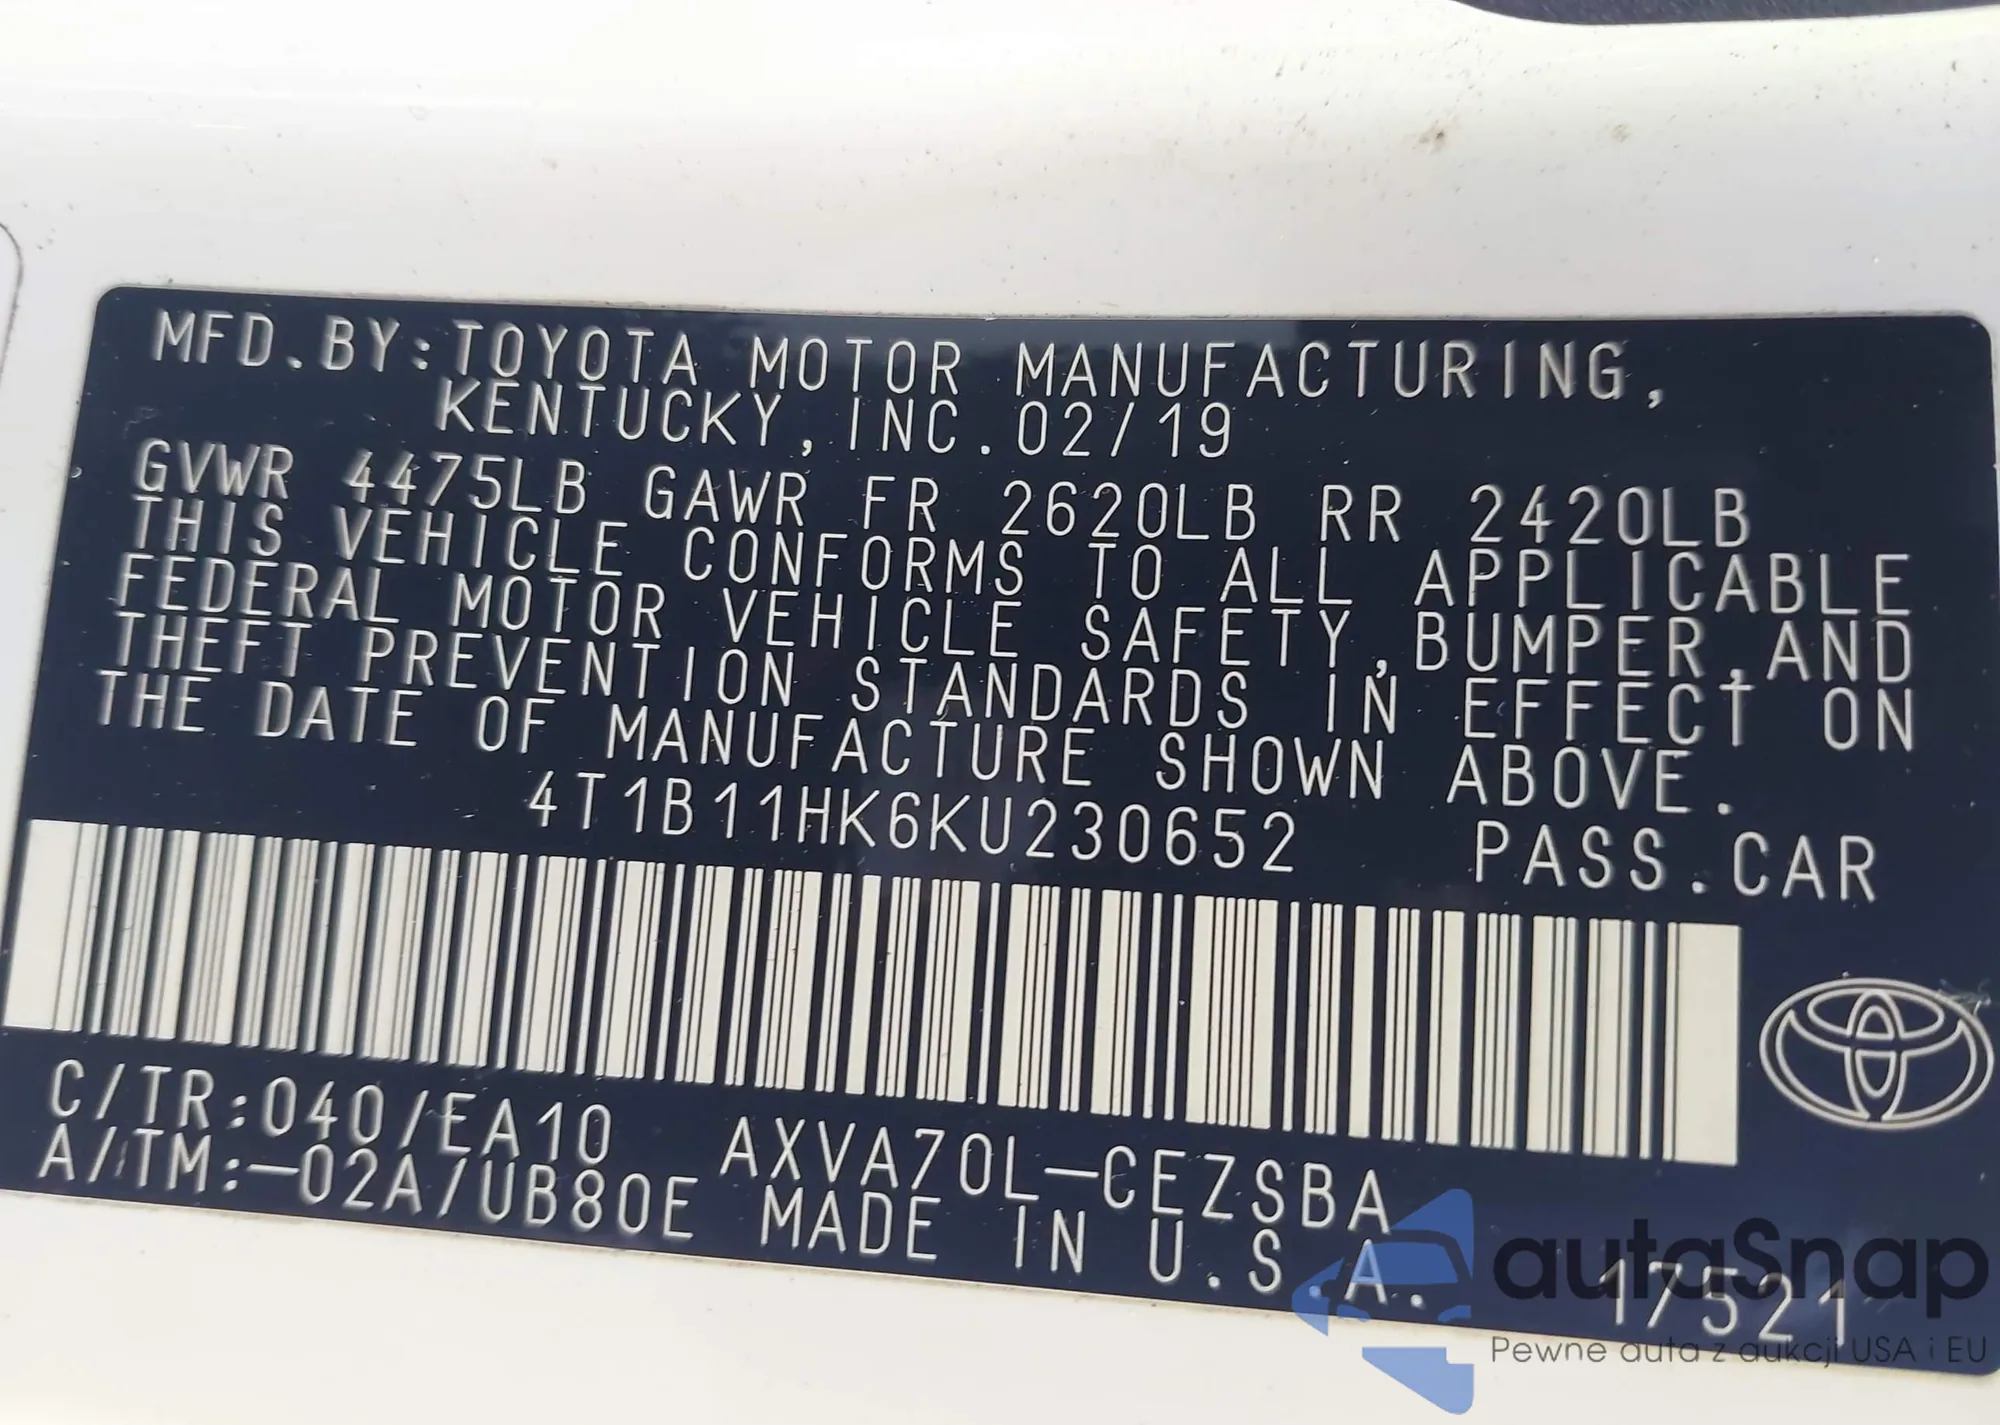 MFD.BY:TOYOTA MOTOR MANUFACTURING,
KENTUCKY,INC.02/19
GVWR 4475LB GAWR FR 2620LB RR 2420LB
THIS VEHICLE CONFORMS TO ALL APPLICABLE
FEDERAL MOTOR VEHICLE SAFETY,BUMPER,AND
THEFT PREVENTION STANDARDS IN EFFECT ON
THE DATE OF MANUFACTURE SHOWN ABOVE.
4T1B11HK6KU230652 PASS.CAR
C/TR:040/EA10 AXVA70L-CEZSBA
A/TM:-02A/UB80E MADE IN U.S.A. 17521
autaSnap
Pewne auta z aukcji USA i EU